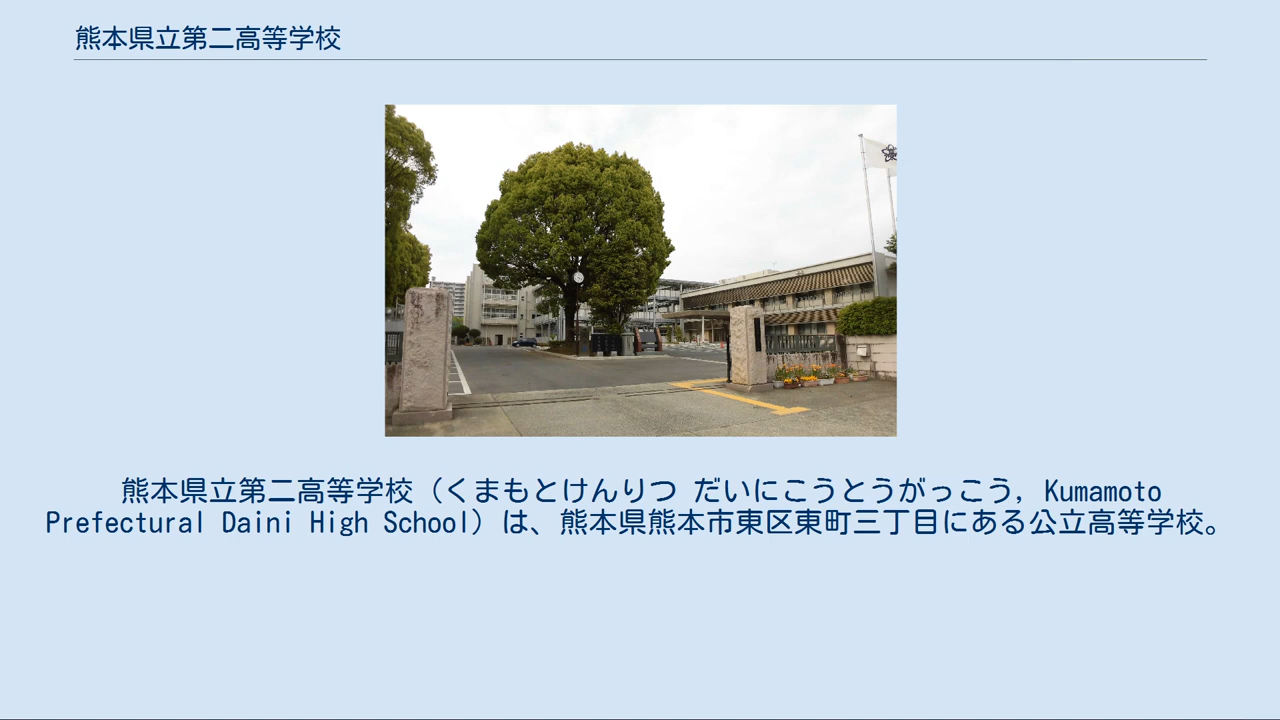 熊本県立第二高等学校
熊本県立第二高等学校（くまもとけんりつ だいにこうとうがっこう, Kumamoto
Prefectural Daini High School）は、熊本県熊本市東区東町三丁目にある公立高等学校。